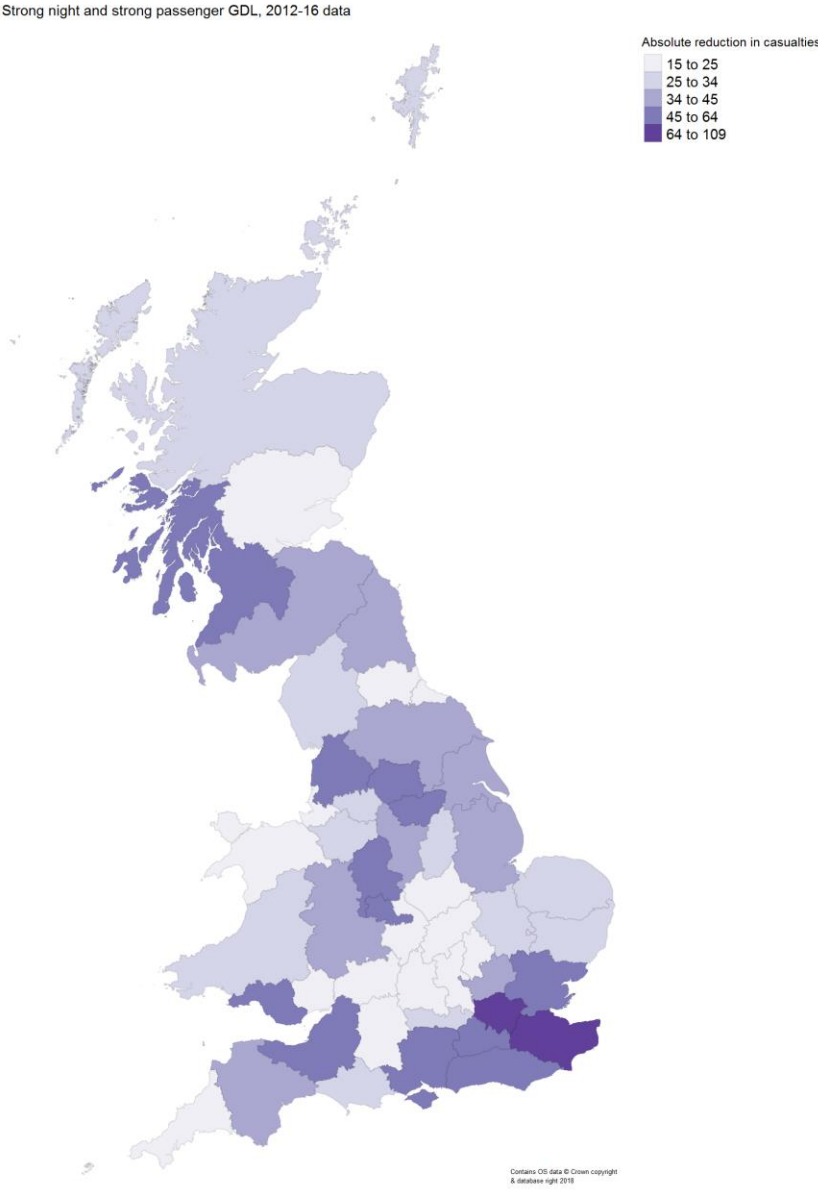 Strong night and strong passenger GDL, 2012-16 data
Absolute reduction in casualties
15 to 25
25 to 34
34 to 45
45 to 64
64 to 109
Contains OS data © Crown copyright
& database right 2018